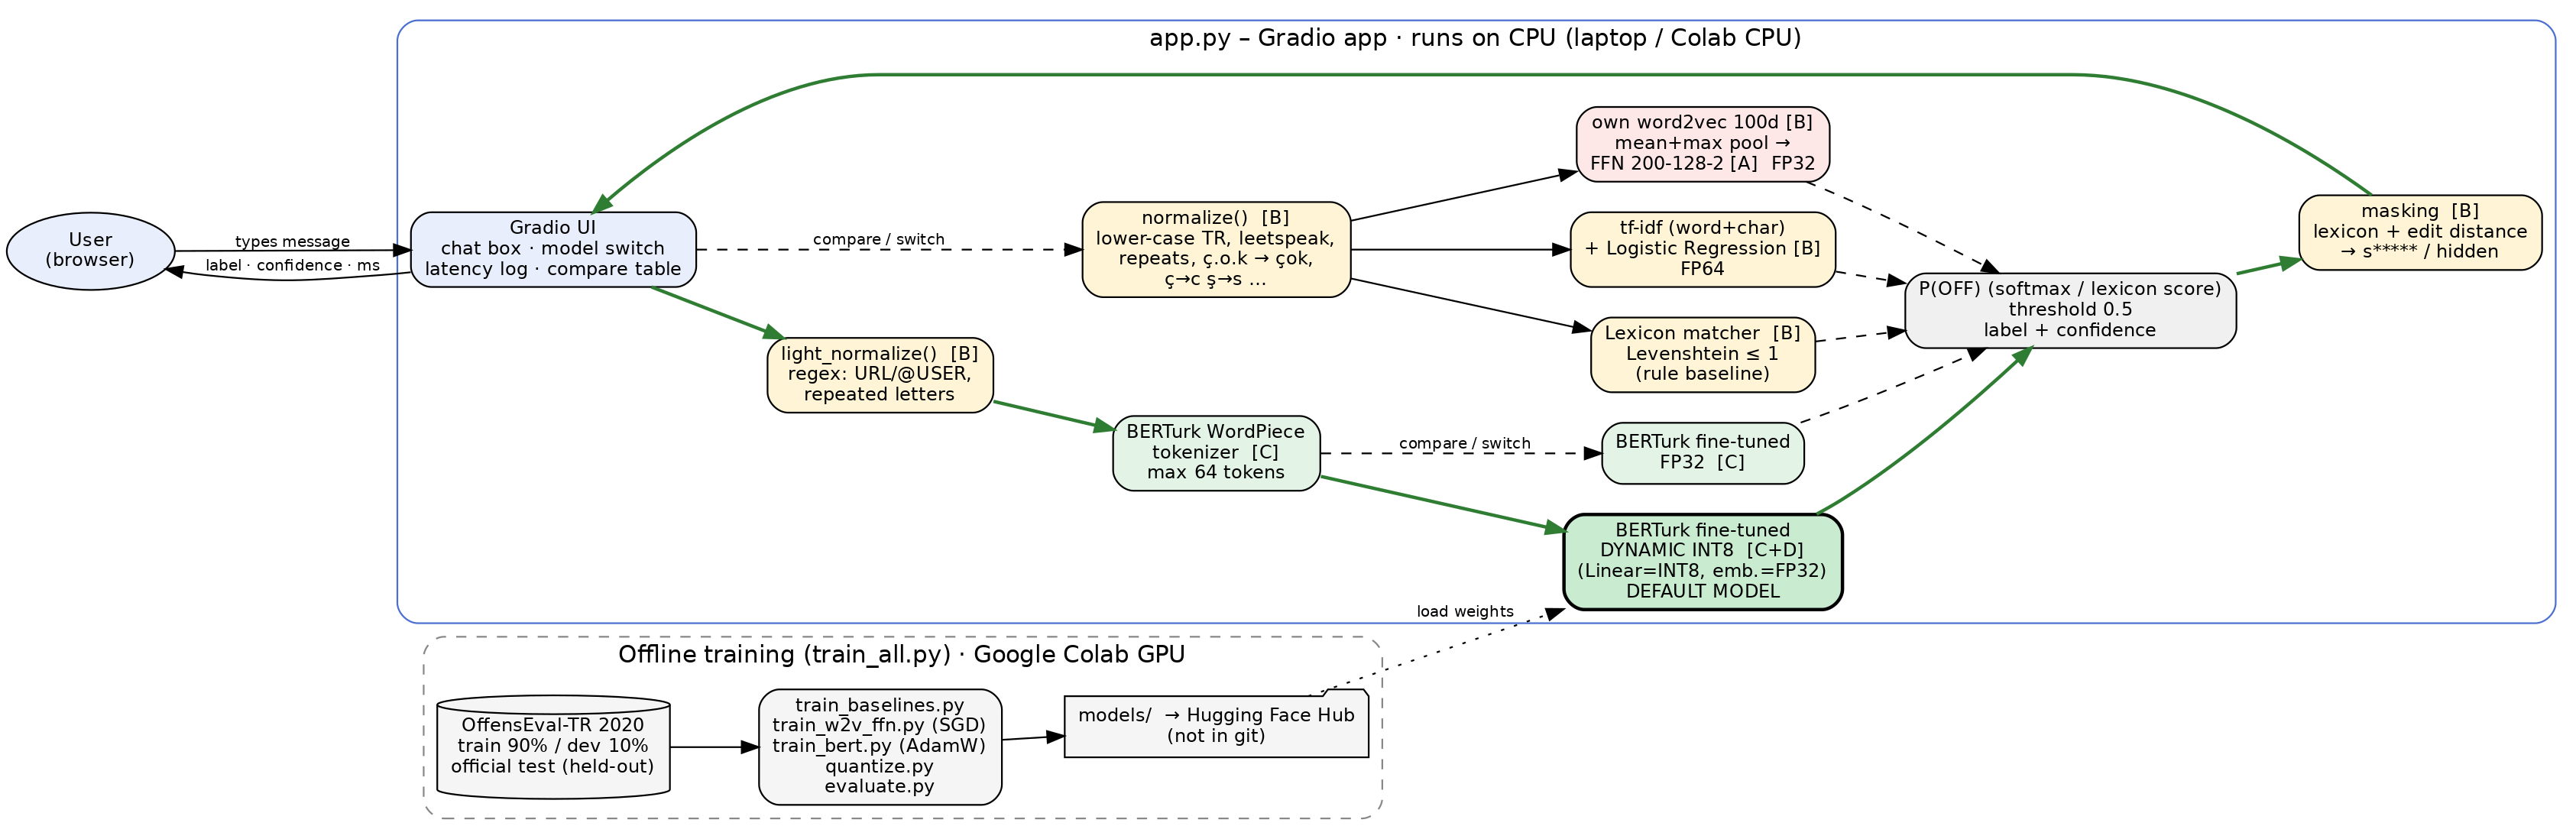 app.py – Gradio app · runs on CPU (laptop / Colab CPU)
User
(browser)
types message
label · confidence · ms
Gradio UI
chat box · model switch
latency log · compare table
compare / switch
normalize()  [B]
lower-case TR, leetspeak,
repeats, ç.o.k → çok,
ç→c ş→s ...
own word2vec 100d [B]
mean+max pool →
FFN 200-128-2 [A]  FP32
tf-idf (word+char)
+ Logistic Regression [B]
FP64
Lexicon matcher  [B]
Levenshtein ≤ 1
(rule baseline)
P(OFF) (softmax / lexicon score)
threshold 0.5
label + confidence
masking  [B]
lexicon + edit distance
→ s***** / hidden
light_normalize()  [B]
regex: URL/@USER,
repeated letters
BERTurk WordPiece
tokenizer  [C]
max 64 tokens
compare / switch
BERTurk fine-tuned
FP32  [C]
BERTurk fine-tuned
DYNAMIC INT8  [C+D]
(Linear=INT8, emb.=FP32)
DEFAULT MODEL
load weights
Offline training (train_all.py) · Google Colab GPU
OffensEval-TR 2020
train 90% / dev 10%
official test (held-out)
train_baselines.py
train_w2v_ffn.py (SGD)
train_bert.py (AdamW)
quantize.py
evaluate.py
models/  → Hugging Face Hub
(not in git)